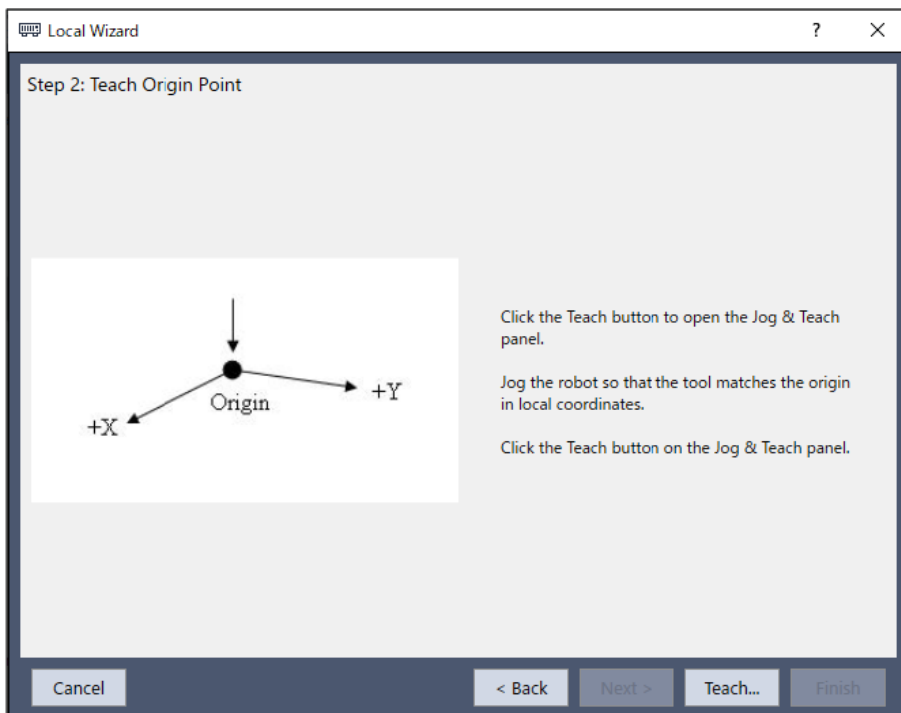 Local Wizard
?
Step 2: Teach Origin Point
Click the Teach button to open the Jog & Teach
panel.
Origin
+Y
+X
Jog the robot so that the tool matches the origin
in local coordinates.
Click the Teach button on the Jog & Teach panel.
Cancel
< Back
Next >
Teach...
Finish